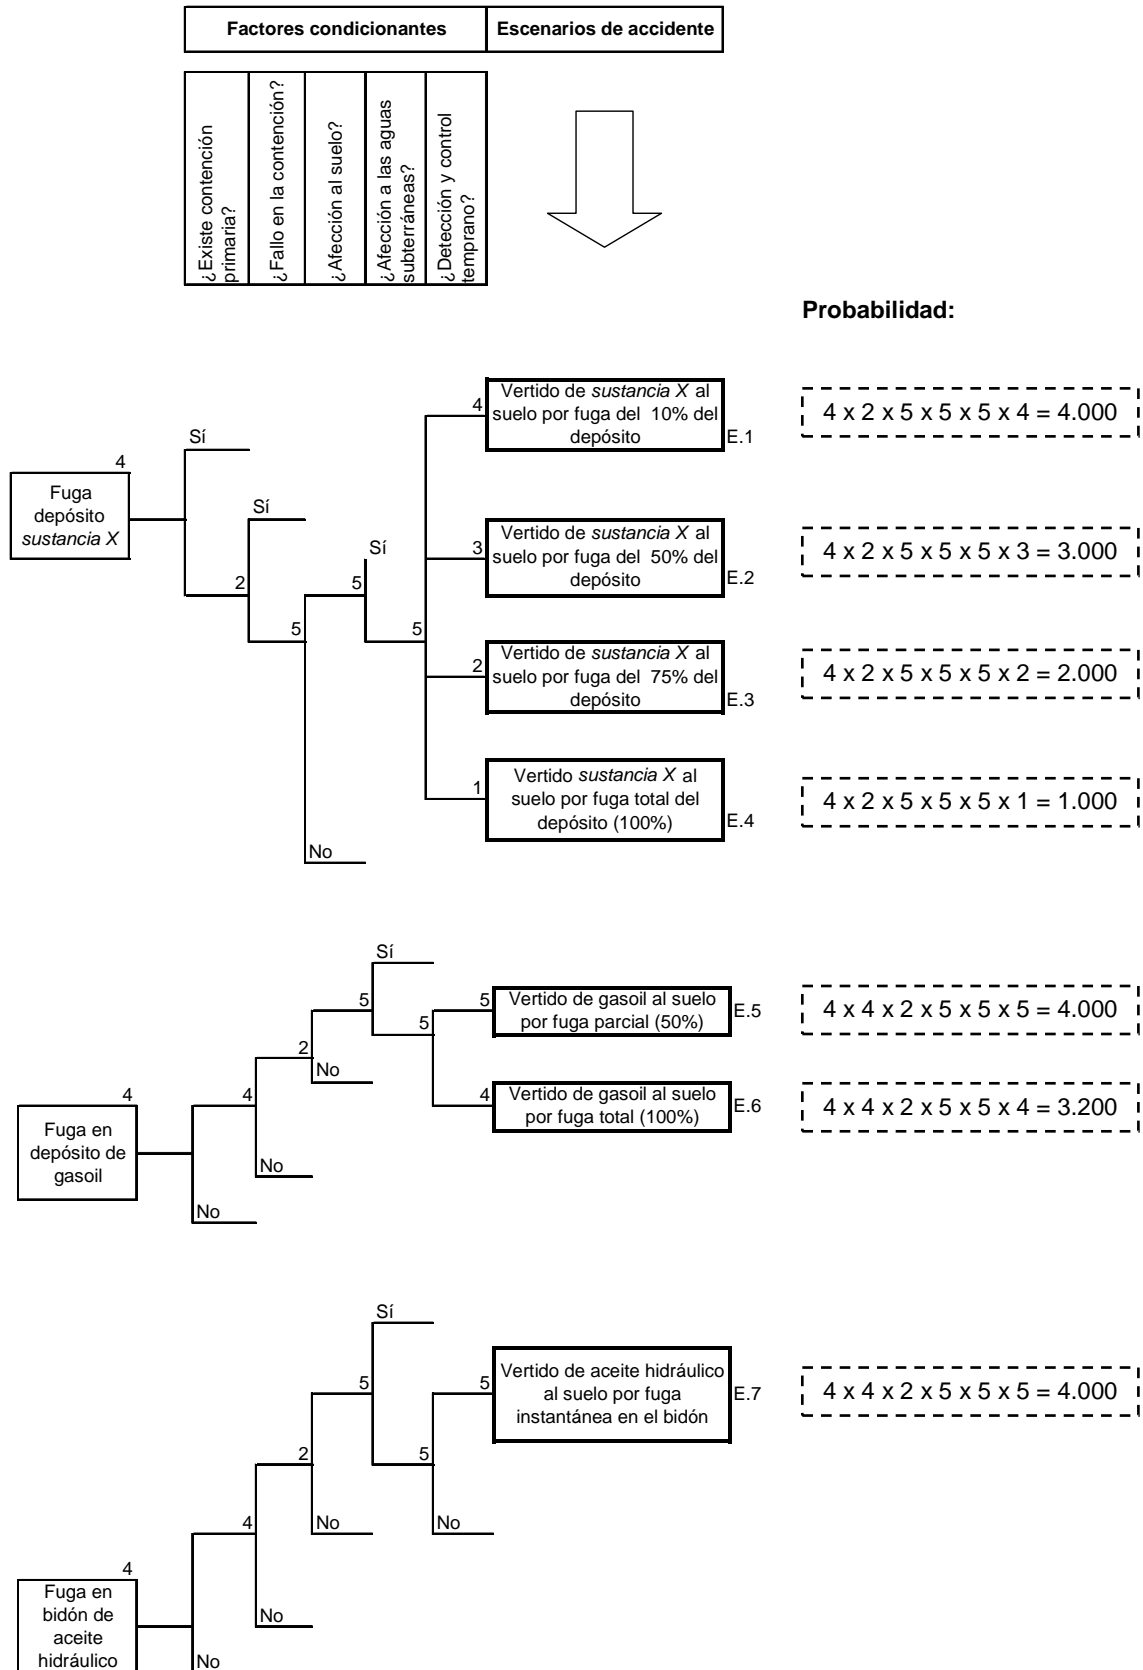 Factores condicionantes
Escenarios de accidente
¿Existe contención
primaria?
¿Fallo en la contención?
¿Afección al suelo?
¿Afección a las aguas
subterráneas?
¿Detección y control
temprano?
Probabilidad:
4
Fuga
depósito
sustancia X
Sí
2
Sí
5
No
5
Sí
5
4
Vertido de sustancia X al
suelo por fuga del 10% del
depósito
E.1
4 x 2 x 5 x 5 x 5 x 4 = 4.000
3
Vertido de sustancia X al
suelo por fuga del 50% del
depósito
E.2
4 x 2 x 5 x 5 x 5 x 3 = 3.000
2
Vertido de sustancia X al
suelo por fuga del 75% del
depósito
E.3
4 x 2 x 5 x 5 x 5 x 2 = 2.000
1
Vertido sustancia X al
suelo por fuga total del
depósito (100%)
E.4
4 x 2 x 5 x 5 x 5 x 1 = 1.000
4
Fuga en
depósito de
gasoil
No
4
No
2
No
5
Sí
5
5
Vertido de gasoil al suelo
por fuga parcial (50%)
E.5
4 x 4 x 2 x 5 x 5 x 5 = 4.000
4
Vertido de gasoil al suelo
por fuga total (100%)
E.6
4 x 4 x 2 x 5 x 5 x 4 = 3.200
4
Fuga en
bidón de
aceite
hidráulico
No
4
No
2
No
5
Sí
5
No
5
Vertido de aceite hidráulico
al suelo por fuga
instantánea en el bidón
E.7
4 x 4 x 2 x 5 x 5 x 5 = 4.000